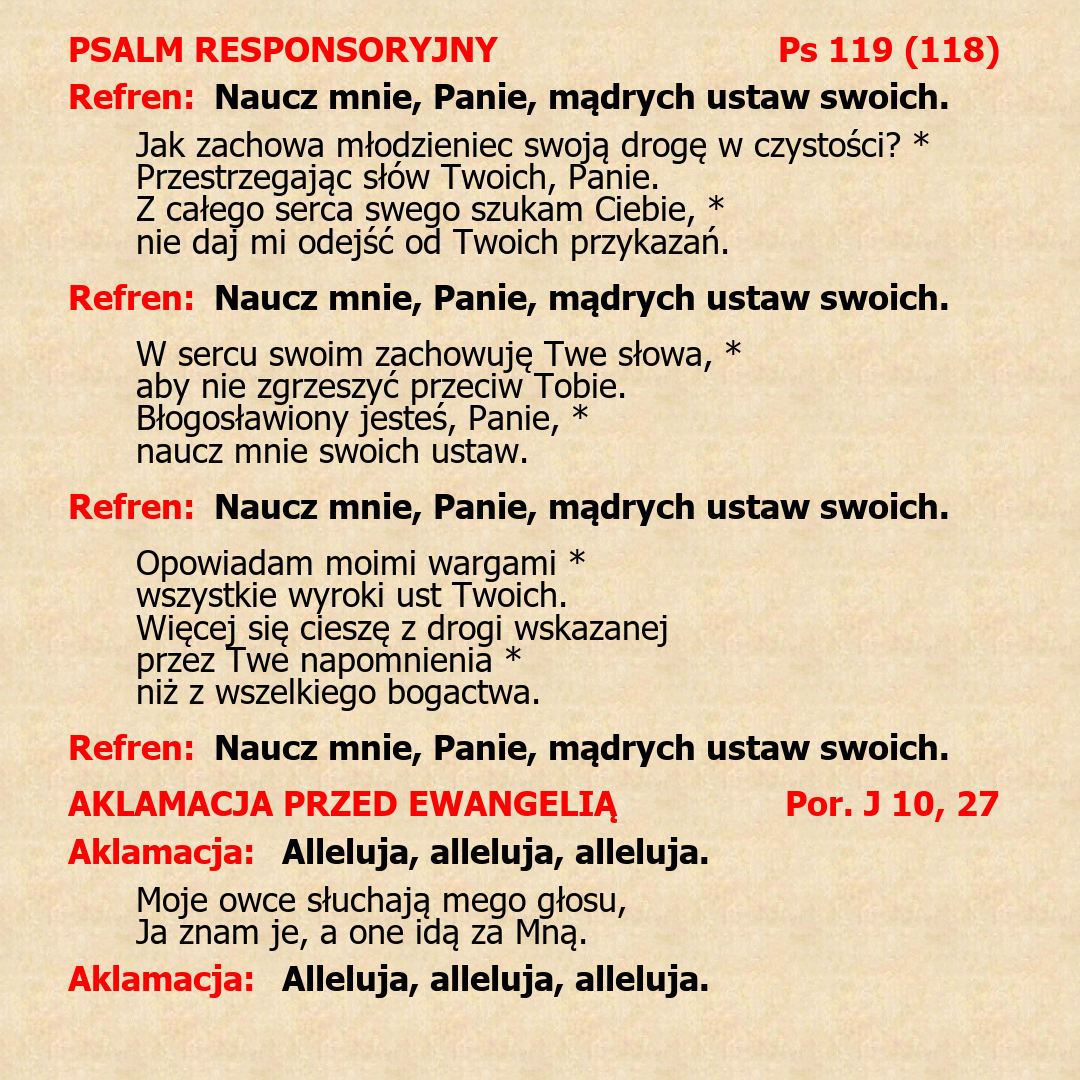 PSALM RESPONSORYJNY Ps 119 (118)
Refren: Naucz mnie, Panie, mądrych ustaw swoich.
Jak zachowa młodzieniec swoją drogę w czystości? *
Przestrzegając słów Twoich, Panie.
Z całego serca swego szukam Ciebie, *
nie daj mi odejść od Twoich przykazań.
Refren: Naucz mnie, Panie, mądrych ustaw swoich.
W sercu swoim zachowuję Twe słowa, *
aby nie zgrzeszyć przeciw Tobie.
Błogosławiony jesteś, Panie, *
naucz mnie swoich ustaw.
Refren: Naucz mnie, Panie, mądrych ustaw swoich.
Opowiadam moimi wargami *
wszystkie wyroki ust Twoich.
Więcej się cieszę z drogi wskazanej
przez Twe napomnienia *
niż z wszelkiego bogactwa.
Refren: Naucz mnie, Panie, mądrych ustaw swoich.
AKLAMACJA PRZED EWANGELIĄ Por. J 10, 27
Aklamacja: Alleluja, alleluja, alleluja.
Moje owce słuchają mego głosu,
Ja znam je, a one idą za Mną.
Aklamacja: Alleluja, alleluja, alleluja.